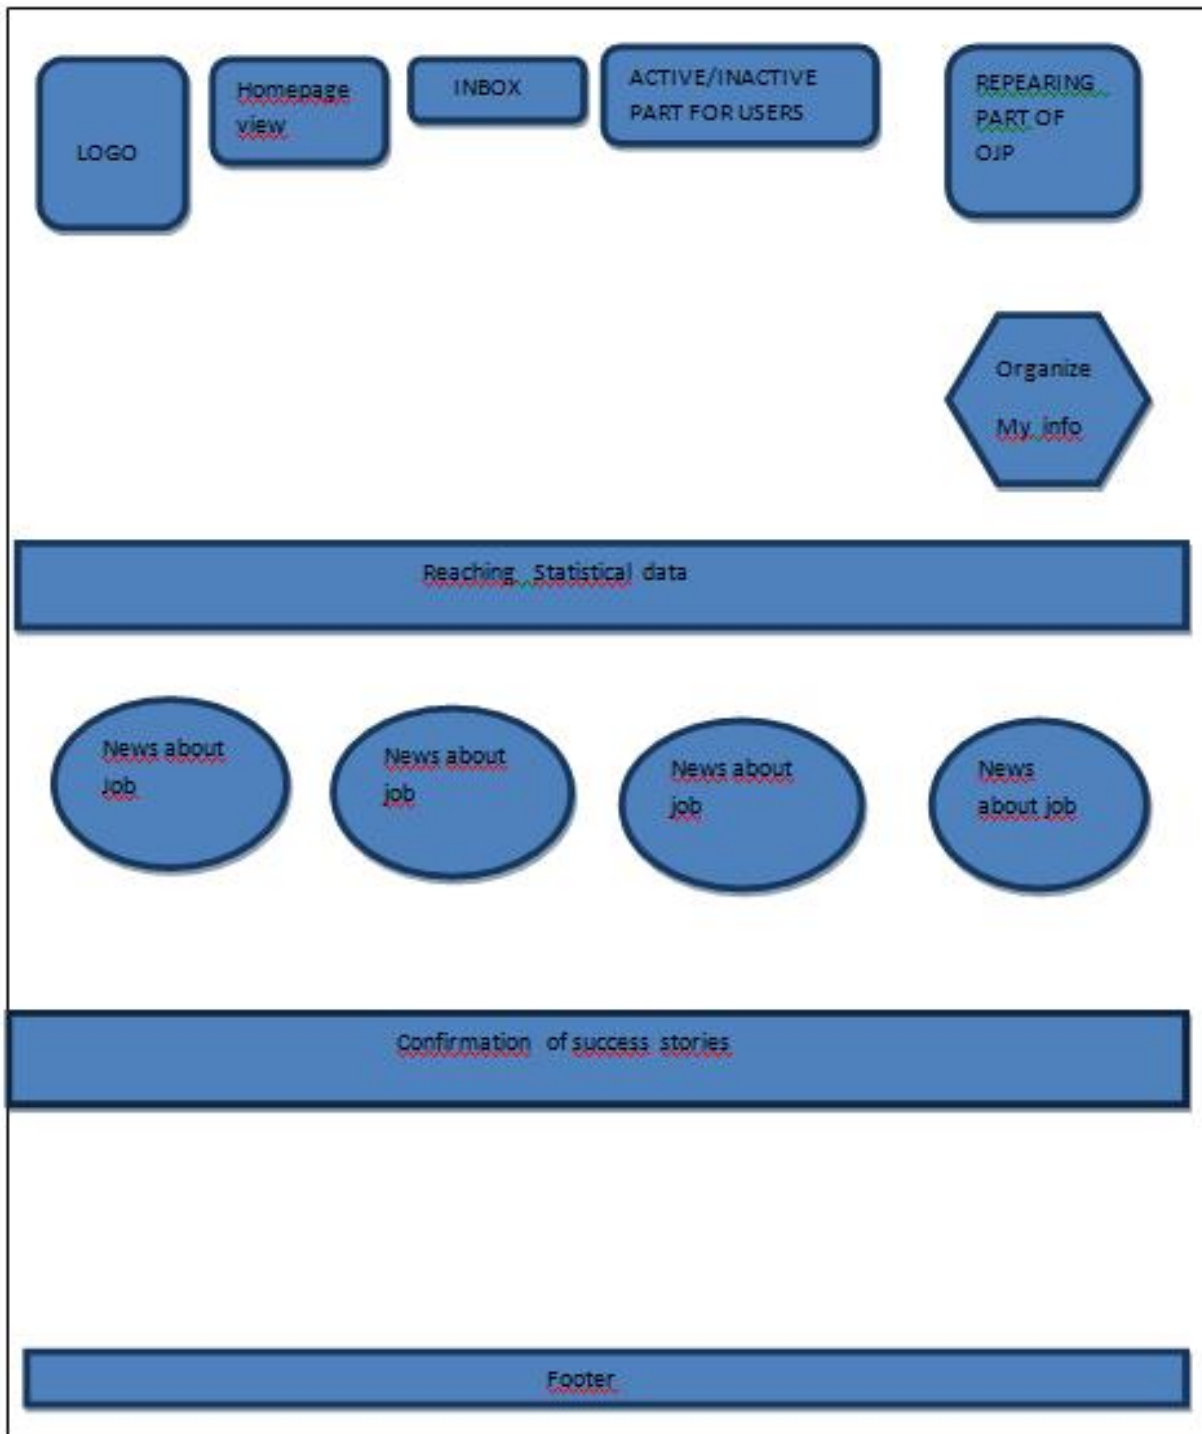 LOGO
Homepage
view
INBOX
ACTIVE/INACTIVE
PART FOR USERS
REPEARING
PART OF
OJP
Organize
My info
Reaching Statistical data
News about
Job
News about
job
News about
job
News
about job
Confirmation of success stories
Footer